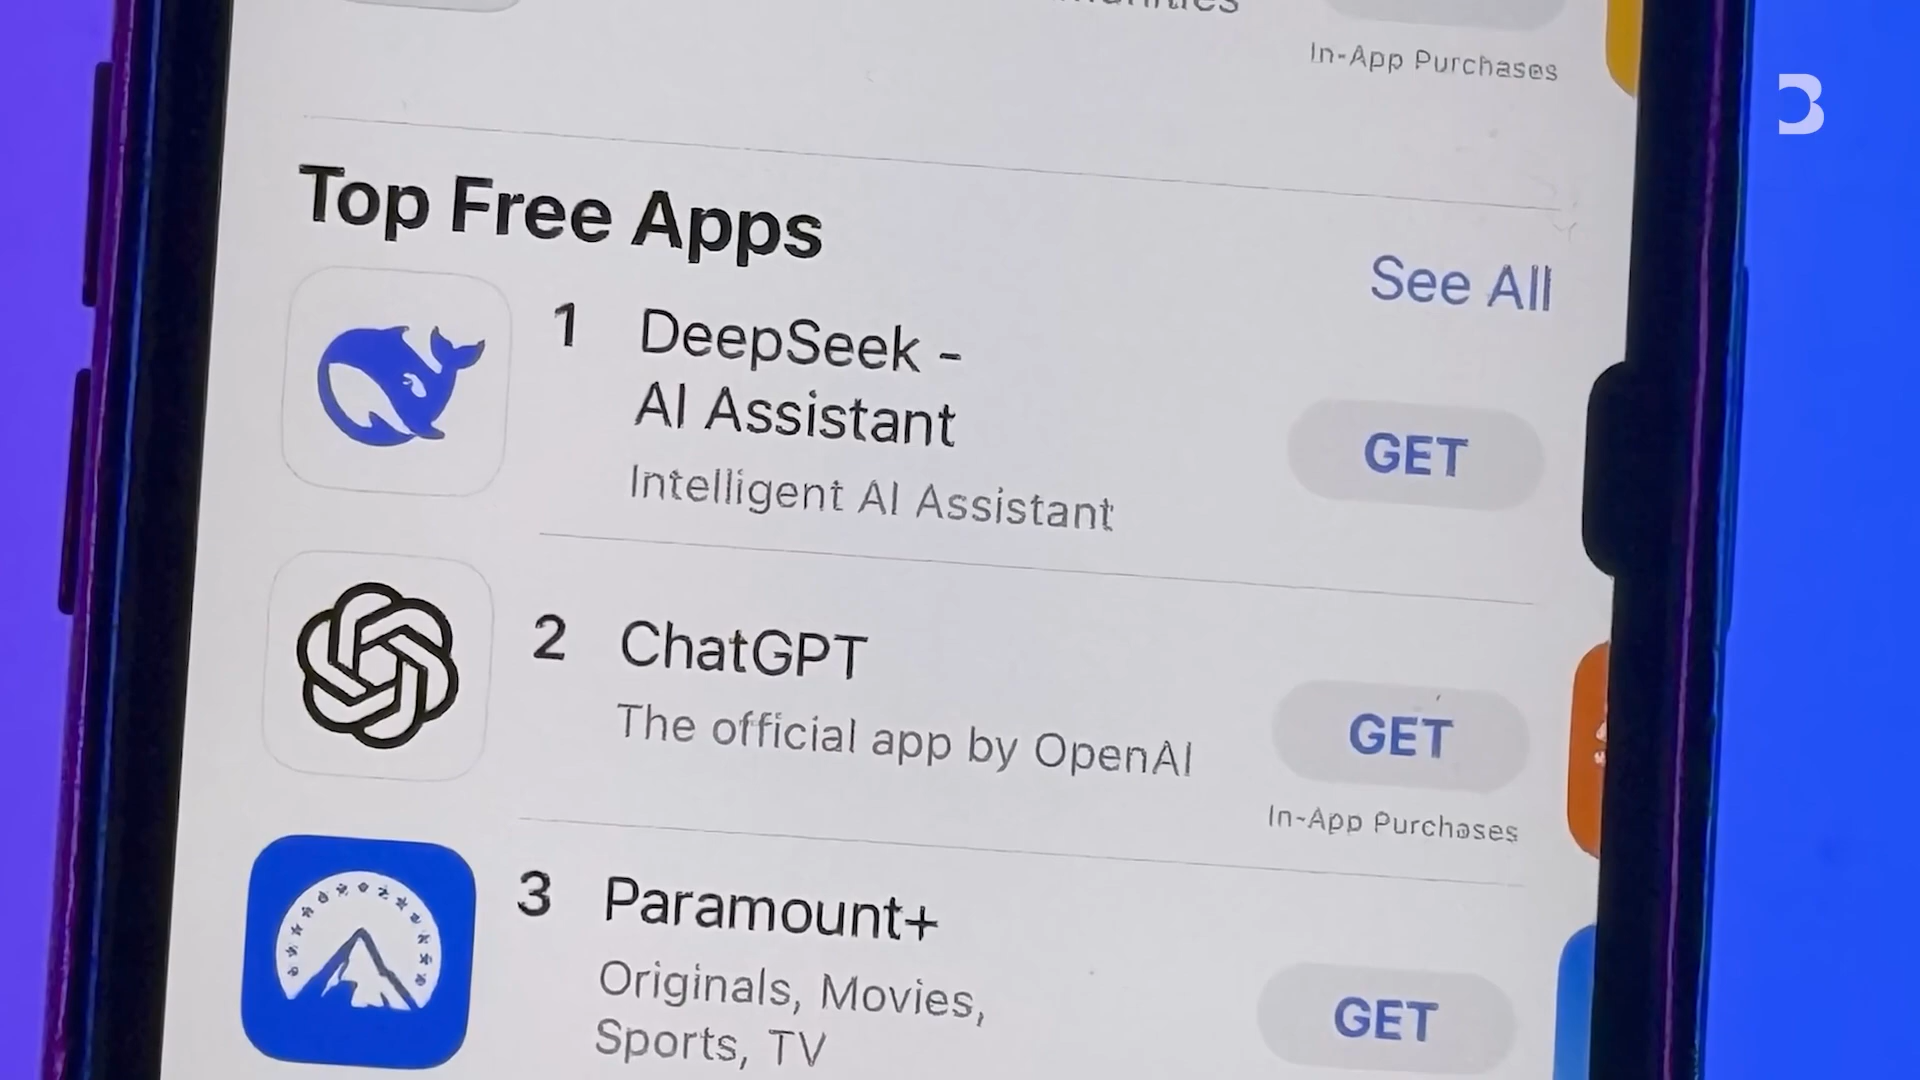 In-App Purchases
3
Top Free Apps
See All
1 DeepSeek -
AI Assistant
Intelligent AI Assistant
GET
2 ChatGPT
The official app by OpenAI
GET
In-App Purchases
3 Paramount+
Originals, Movies,
Sports, TV
GET